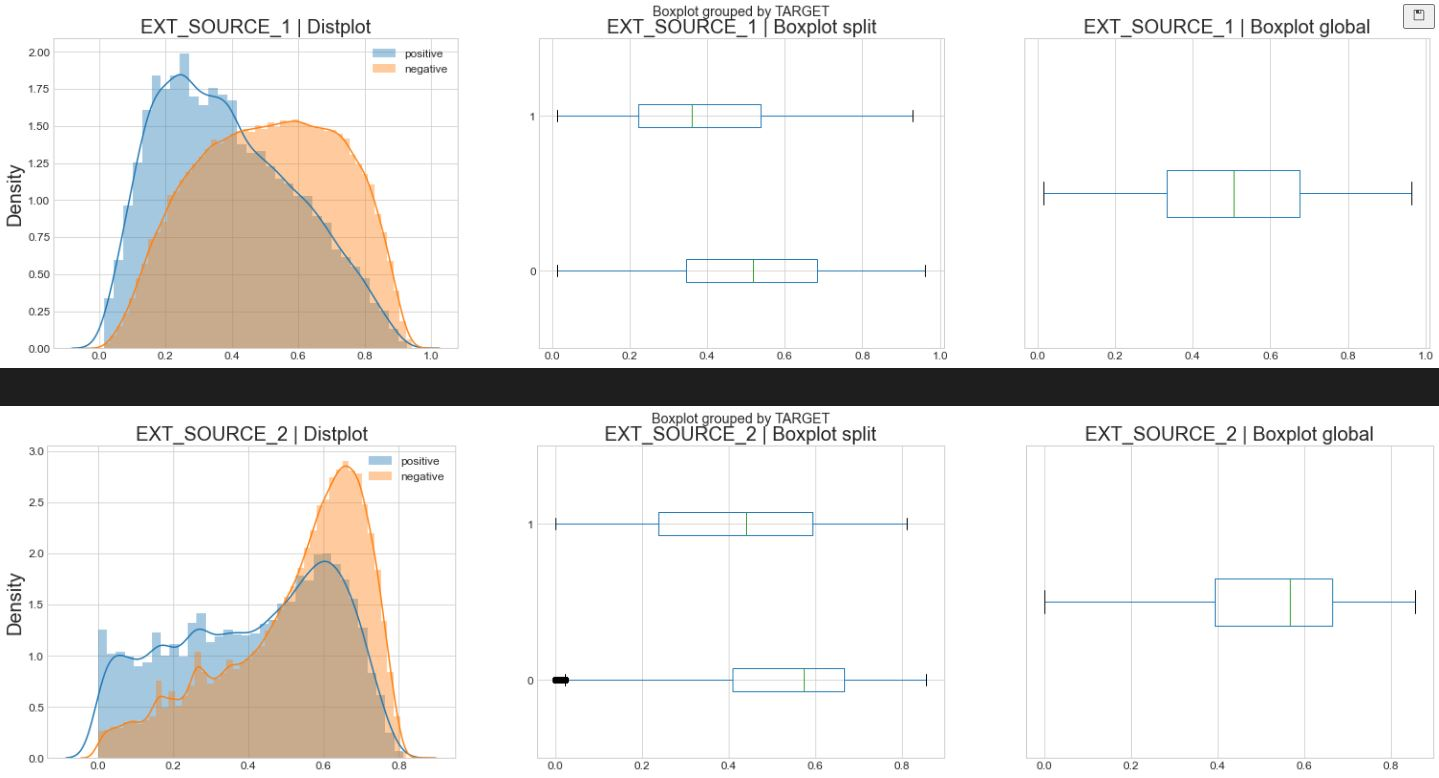 Boxplot grouped by TARGET
EXT_SOURCE_1 | Distplot
EXT_SOURCE_1 | Boxplot split
EXT_SOURCE_1 | Boxplot global
positive
negative
Density
2.00
1.75
1.50
1.25
1.00
0.75
0.50
0.25
0.00
0.0 0.2 0.4 0.6 0.8 1.0
1
0
0.0 0.2 0.4 0.6 0.8 1.0
0.0 0.2 0.4 0.6 0.8 1.0
Boxplot grouped by TARGET
EXT_SOURCE_2 | Distplot
EXT_SOURCE_2 | Boxplot split
EXT_SOURCE_2 | Boxplot global
positive
negative
Density
3.0
2.5
2.0
1.5
1.0
0.5
0.0
0.0 0.2 0.4 0.6 0.8
1
0
0.0 0.2 0.4 0.6 0.8
0.0 0.2 0.4 0.6 0.8